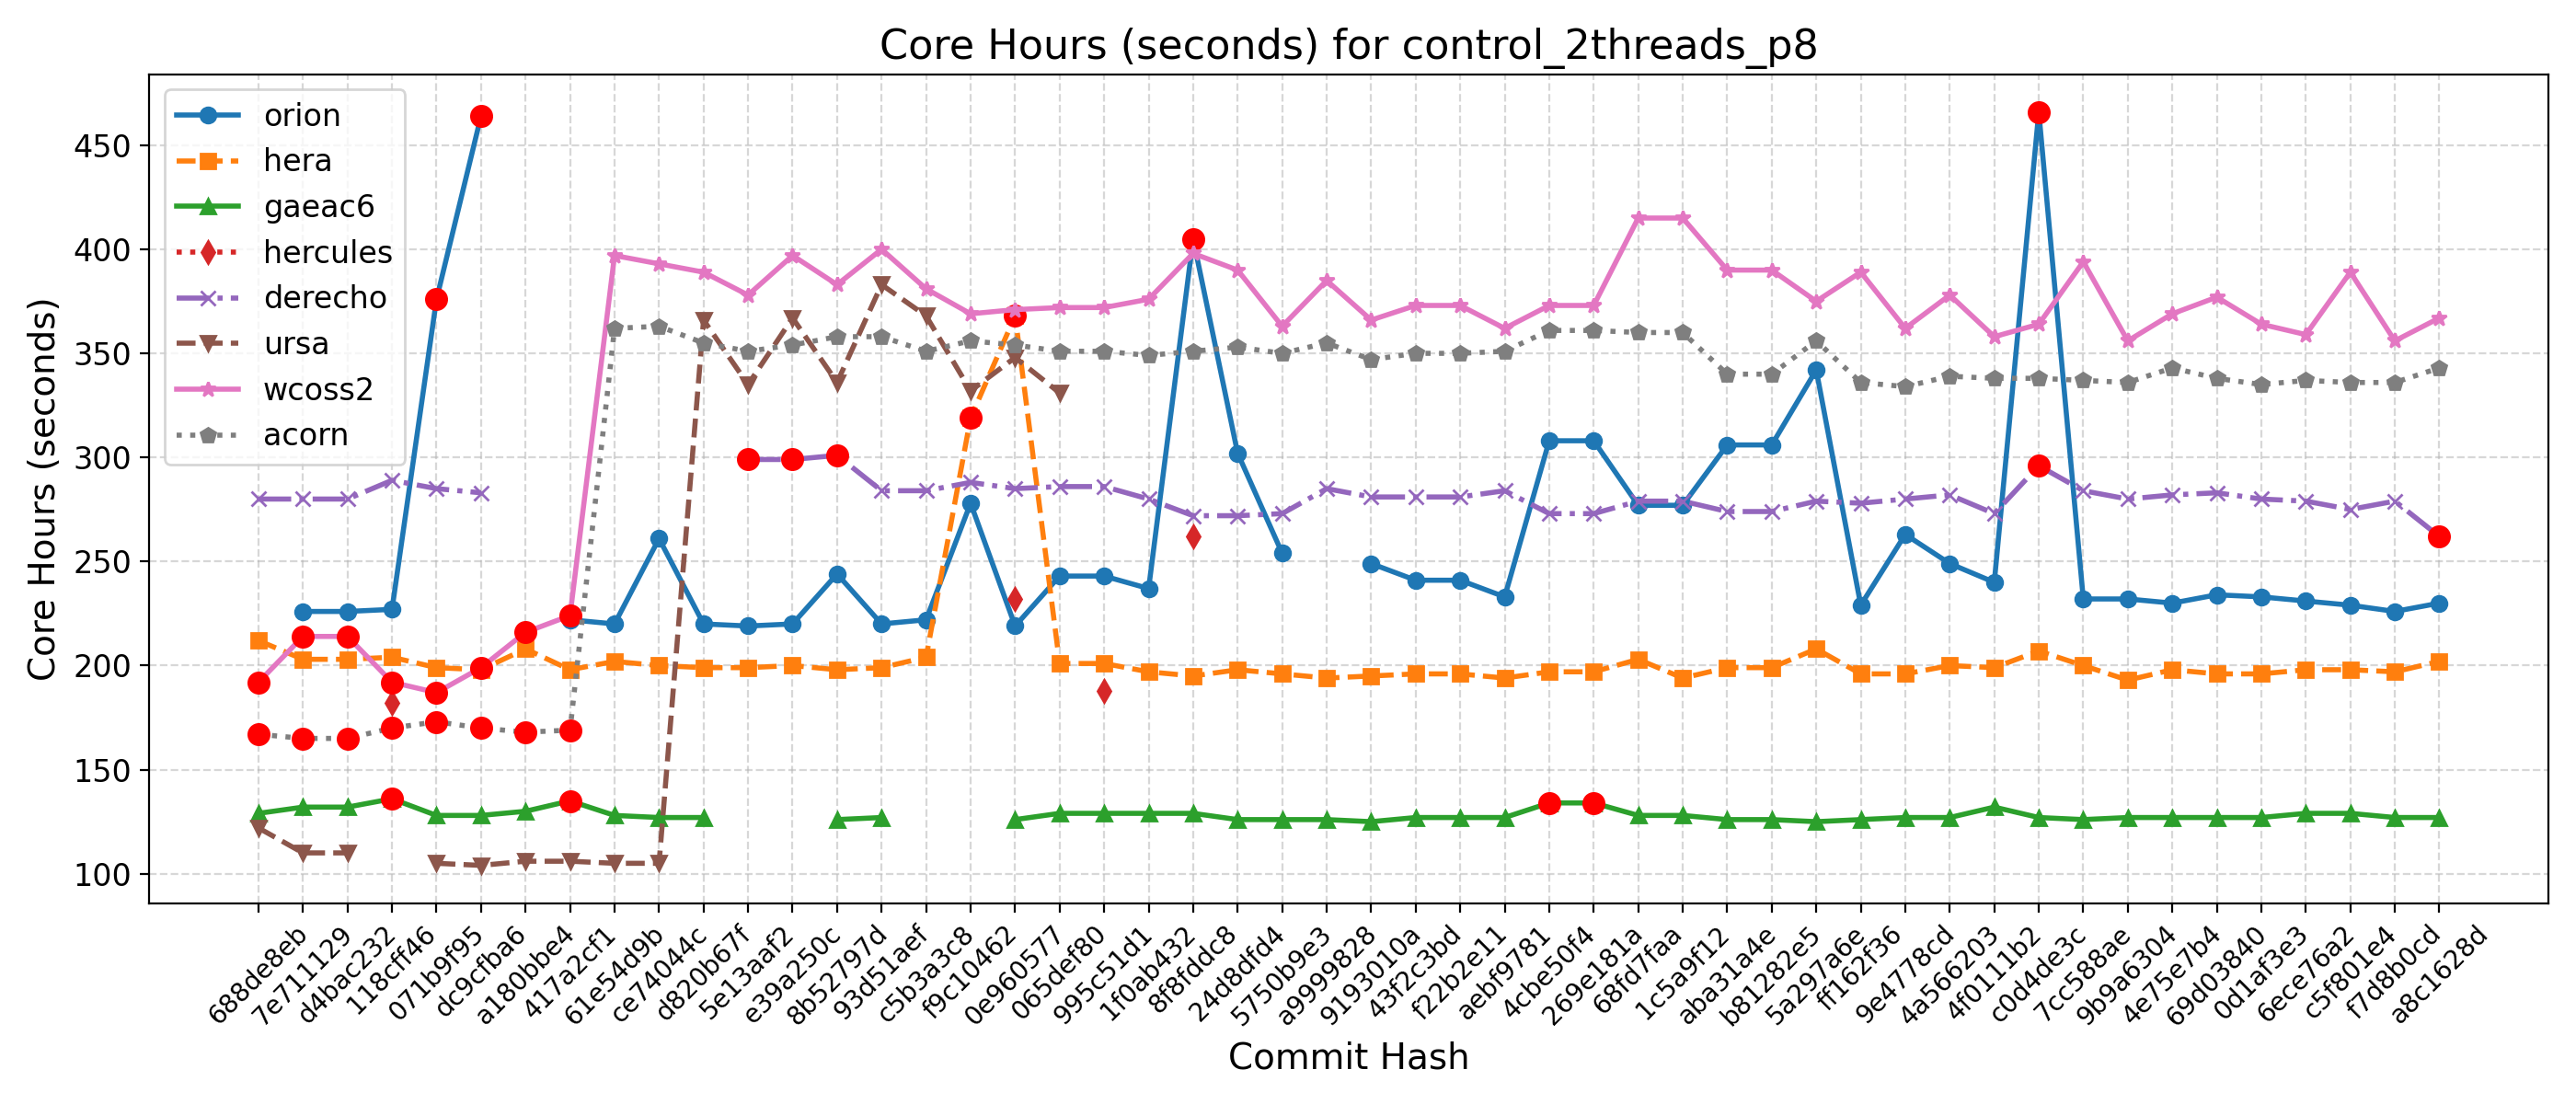 Core Hours (seconds) for control_2threads_p8
orion
hera
gaeac6
hercules
derecho
ursa
wcoss2
acorn
Core Hours (seconds)
450
400
350
300
250
200
150
100
688de8eb
7e711129
d4bac232
118cff46
071b9f95
dc9cfba6
a180bbe4
417a2cf1
61e54d9b
ce74044c
d820b67f
5e13aaf2
e39a250c
8b52797d
93d51aef
c5b3a3c8
f9c10462
0e960577
065def80
995c51d1
1f0ab432
8f8fddc8
24d8dfd4
5750b9e3
a9999828
9193010a
43f2c3bd
f22b2e11
aebf9781
4cbe50f4
269e181a
68fd7faa
1c5a9f12
aba31a4e
b81282e5
5a297a6e
ff162f36
9e4778cd
4a566203
4f0111b2
c0d4de3c
7cc588ae
9b9a6304
4e75e7b4
69d03840
0d1af3e3
6ece76a2
c5f801e4
f7d8b0cd
a8c1628d
Commit Hash